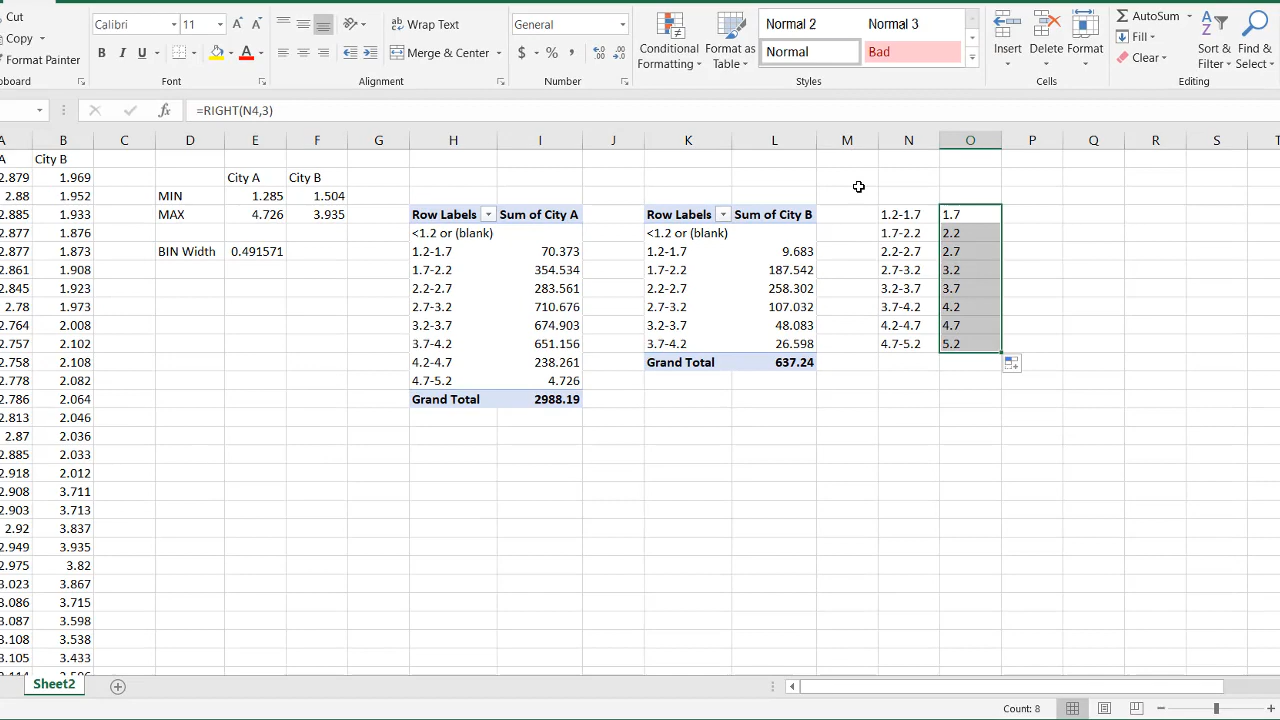 Cut
Copy
Format Painter
Clipboard
Calibri 11
Font
Wrap Text
Merge & Center
Alignment
General
$ % ,
Number
Conditional Formatting
Format as Table
Normal 2
Normal 3
Normal
Bad
Styles
Insert
Delete
Format
Cells
AutoSum
Fill
Clear
Sort & Filter
Find & Select
Editing
fx =RIGHT(N4,3)
A B C D E F G H I J K L M N O P Q R S T
A City B
2.879 1.969 City A City B
2.88 1.952 MIN 1.285 1.504
2.885 1.933 MAX 4.726 3.935 Row Labels Sum of City A Row Labels Sum of City B 1.2-1.7 1.7
2.877 1.876 <1.2 or (blank) <1.2 or (blank) 1.7-2.2 2.2
2.877 1.873 BIN Width 0.491571 1.2-1.7 70.373 1.2-1.7 9.683 2.2-2.7 2.7
2.861 1.908 1.7-2.2 354.534 1.7-2.2 187.542 2.7-3.2 3.2
2.845 1.923 2.2-2.7 283.561 2.2-2.7 258.302 3.2-3.7 3.7
2.78 1.973 2.7-3.2 710.676 2.7-3.2 107.032 3.7-4.2 4.2
2.764 2.008 3.2-3.7 674.903 3.2-3.7 48.083 4.2-4.7 4.7
2.757 2.102 3.7-4.2 651.156 3.7-4.2 26.598 4.7-5.2 5.2
2.758 2.108 4.2-4.7 238.261 Grand Total 637.24
2.778 2.082 4.7-5.2 4.726
2.786 2.064 Grand Total 2988.19
2.813 2.046
2.87 2.036
2.885 2.033
2.918 2.012
2.908 3.711
2.903 3.713
2.92 3.837
2.949 3.935
2.975 3.82
3.023 3.867
3.086 3.715
3.087 3.598
3.108 3.538
3.105 3.433
Sheet2
Count: 8